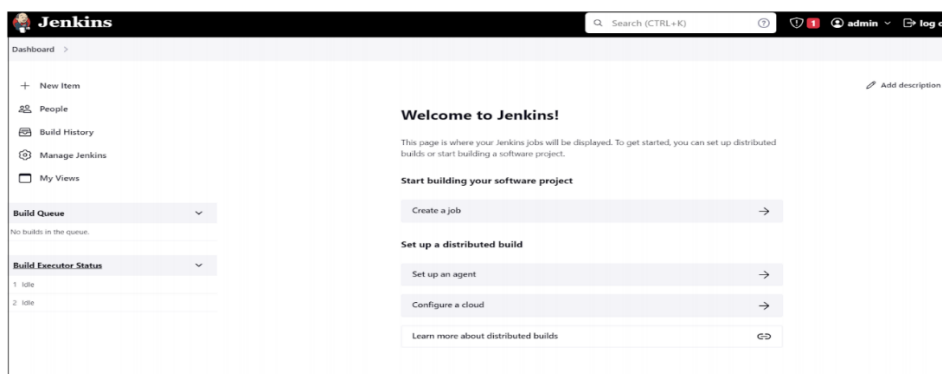 Jenkins
Search (CTRL+K)
1
admin
log o
Dashboard
New Item
People
Build History
Manage Jenkins
My Views
Build Queue
No builds in the queue.
Build Executor Status
1 Idle
2 Idle
Add description
Welcome to Jenkins!
This page is where your Jenkins jobs will be displayed. To get started, you can set up distributed
builds or start building a software project.
Start building your software project
Create a job
Set up a distributed build
Set up an agent
Configure a cloud
Learn more about distributed builds